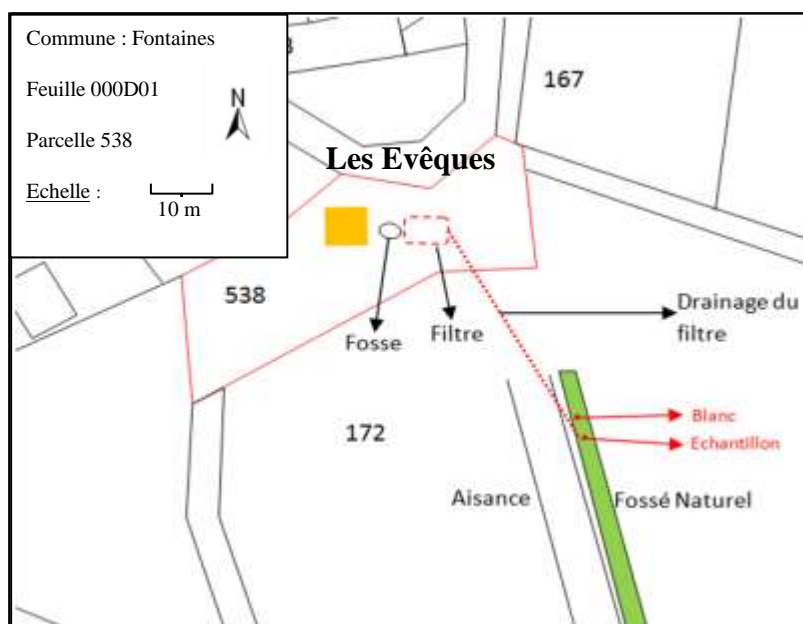 Commune : Fontaines
Feuille 000D01
Parcelle 538
Echelle :
10 m
N
167
Les Evêques
538
Fosse
Filtre
Drainage du
filtre
172
Blanc
Echantillon
Aisance
Fossé Naturel